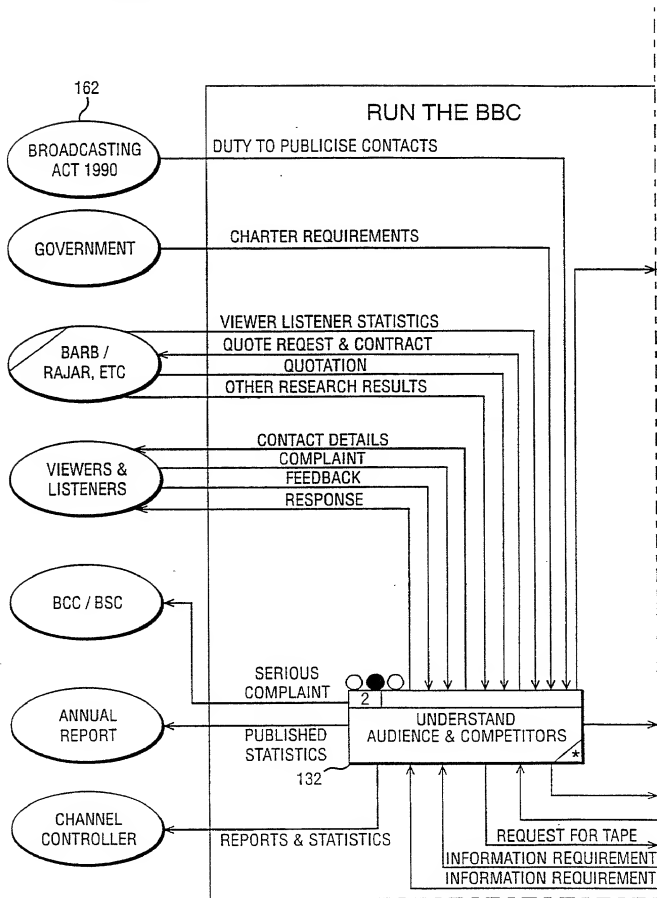 162
RUN THE BBC
BROADCASTING
ACT 1990
DUTY TO PUBLICISE CONTACTS
GOVERNMENT
CHARTER REQUIREMENTS
BARB /
RAJAR, ETC
VIEWER LISTENER STATISTICS
QUOTE REQEST & CONTRACT
QUOTATION
OTHER RESEARCH RESULTS
VIEWERS &
LISTENERS
CONTACT DETAILS
COMPLAINT
FEEDBACK
RESPONSE
BCC / BSC
SERIOUS
COMPLAINT
2
UNDERSTAND
AUDIENCE & COMPETITORS
*
ANNUAL
REPORT
PUBLISHED
STATISTICS
132
CHANNEL
CONTROLLER
REPORTS & STATISTICS
REQUEST FOR TAPE
INFORMATION REQUIREMENT
INFORMATION REQUIREMENT